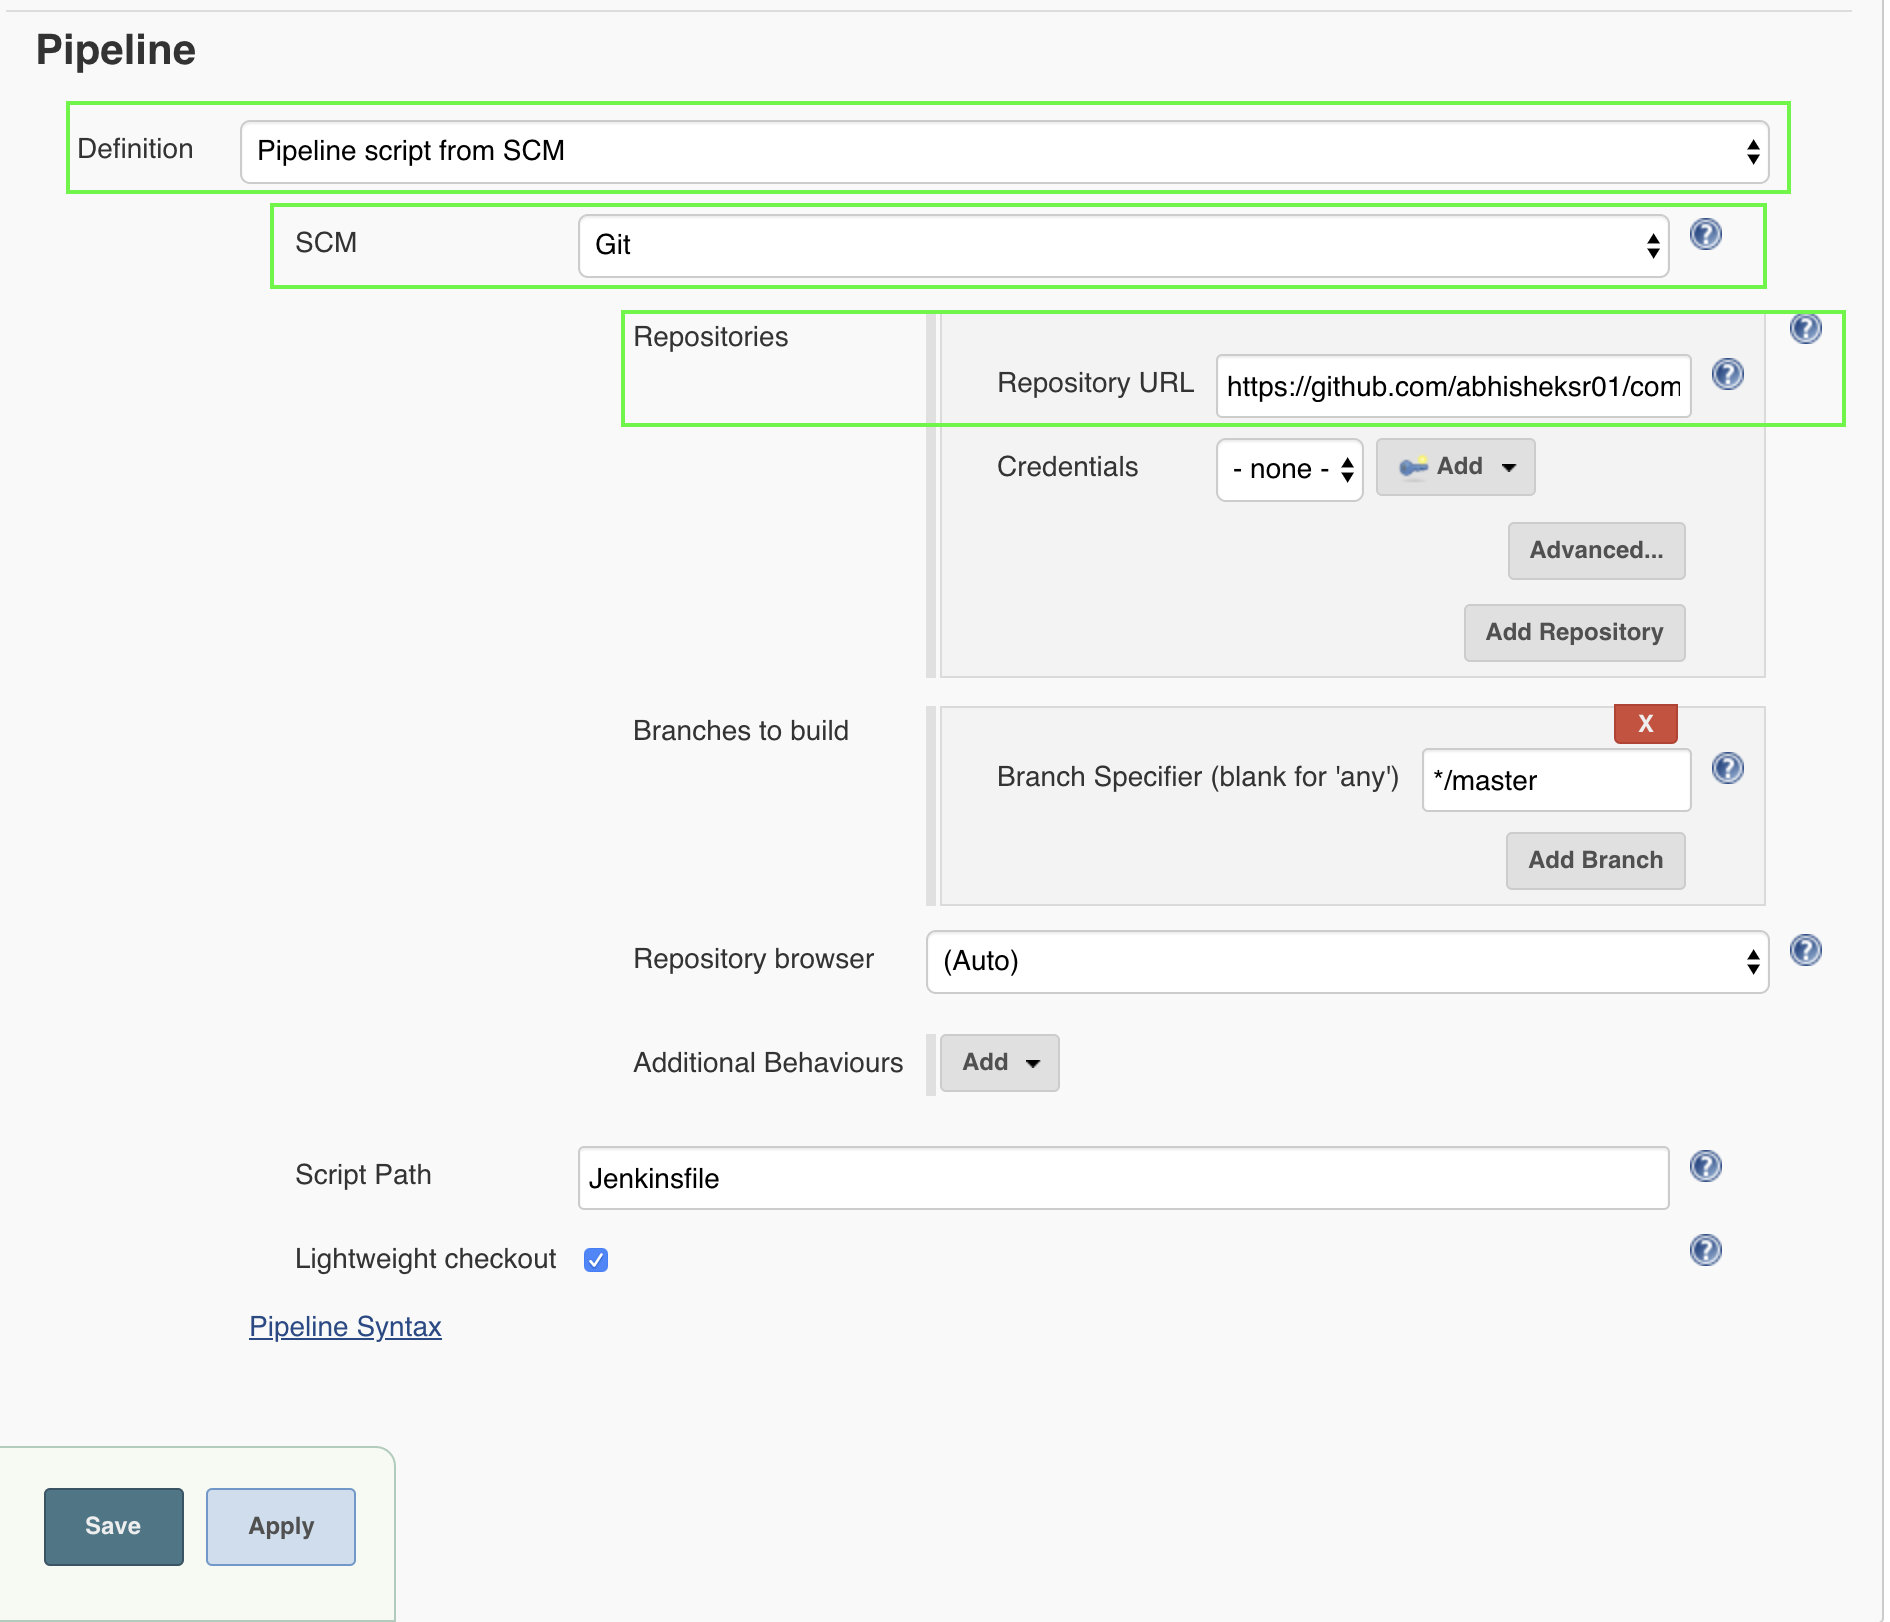 Pipeline
Definition
Pipeline script from SCM
SCM
Git
?
Repositories
?
Repository URL
https://github.com/abhisheksr01/com
?
Credentials
- none -
Add
Advanced...
Add Repository
Branches to build
X
Branch Specifier (blank for 'any')
*/master
?
Add Branch
Repository browser
(Auto)
?
Additional Behaviours
Add
Script Path
Jenkinsfile
?
Lightweight checkout
?
Pipeline Syntax
Save
Apply